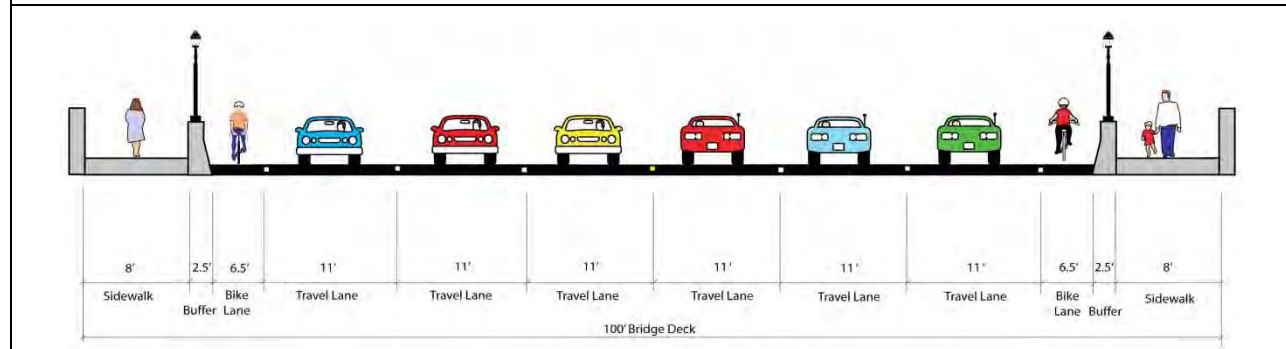 8' 2.5' 6.5' 11' 11' 11' 11' 11' 11' 6.5' 2.5' 8'
Sidewalk Buffer Bike Lane Travel Lane Travel Lane Travel Lane Travel Lane Travel Lane Travel Lane Bike Lane Buffer Sidewalk
100' Bridge Deck